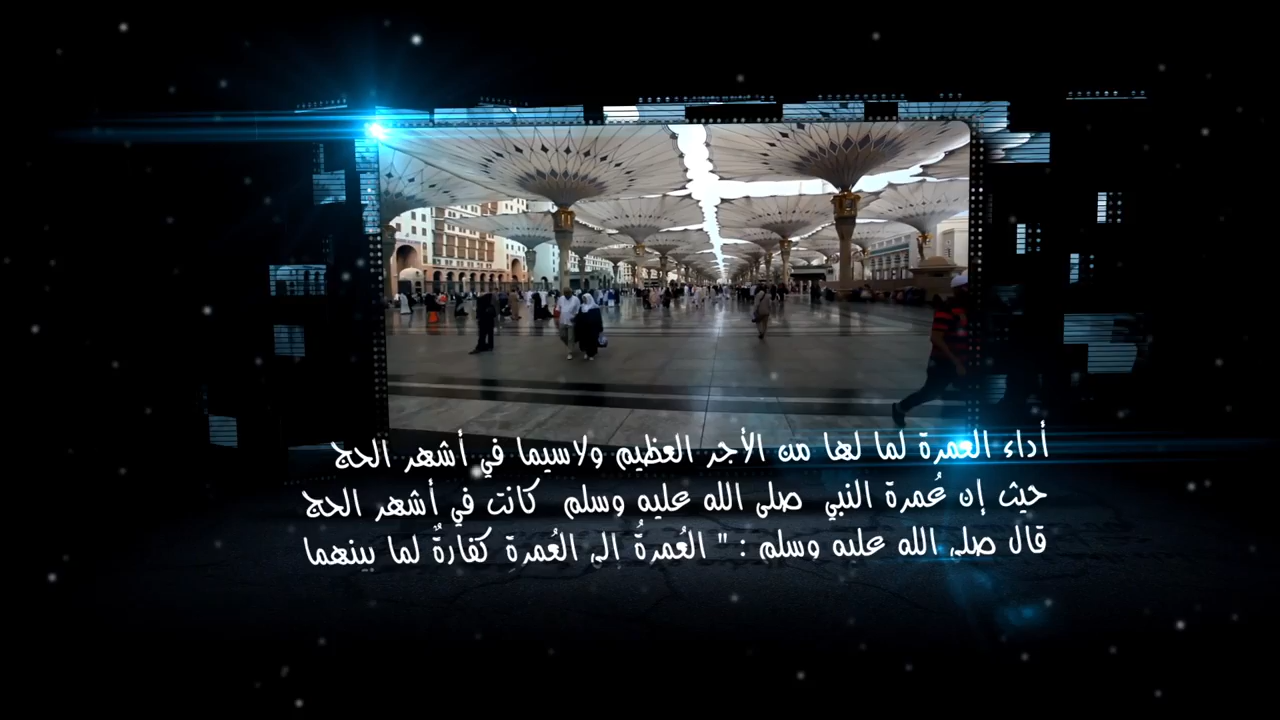 أداء العمرة لما لها من الأجر العظيم ولاسيما في أشهر الحج
حيث إن عُمرة النبي صلى الله عليه وسلم كانت في أشهر الحج
قال صلى الله عليه وسلم : " العُمرةُ إلى العُمرة كفارةٌ لما بينهما